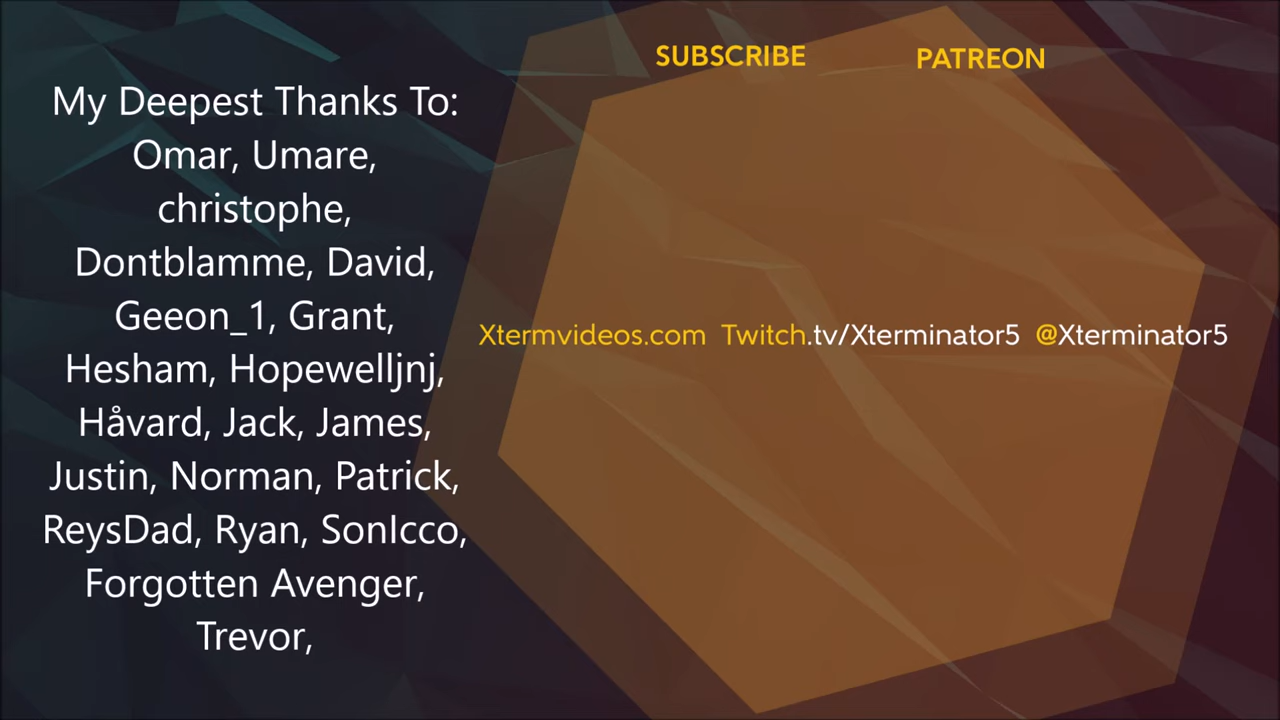 My Deepest Thanks To:
Omar, Umare,
christophe,
Dontblamme, David,
Geeon_1, Grant,
Hesham, Hopewelljnj,
Håvard, Jack, James,
Justin, Norman, Patrick,
ReysDad, Ryan, SonIcco,
Forgotten Avenger,
Trevor,
SUBSCRIBE PATREON
Xtermvideos.com Twitch.tv/Xterminator5 @Xterminator5